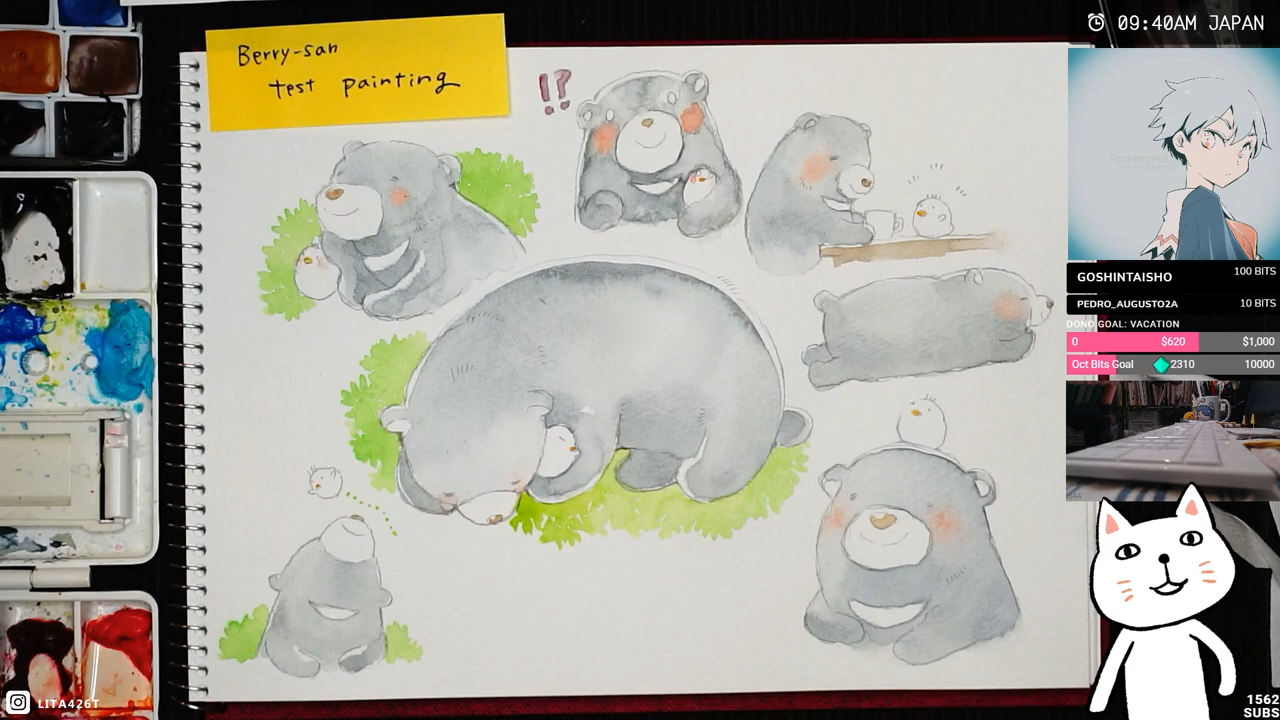 Berry-san
test painting
!?
09:40AM JAPAN
GOSHINTAISHO 100 BITS
PEDRO_AUGUSTO2A 10 BITS
DONO GOAL: VACATION
0 $620 $1,000
Oct Bits Goal 2310 10000
LITA426T
1562
SUBS